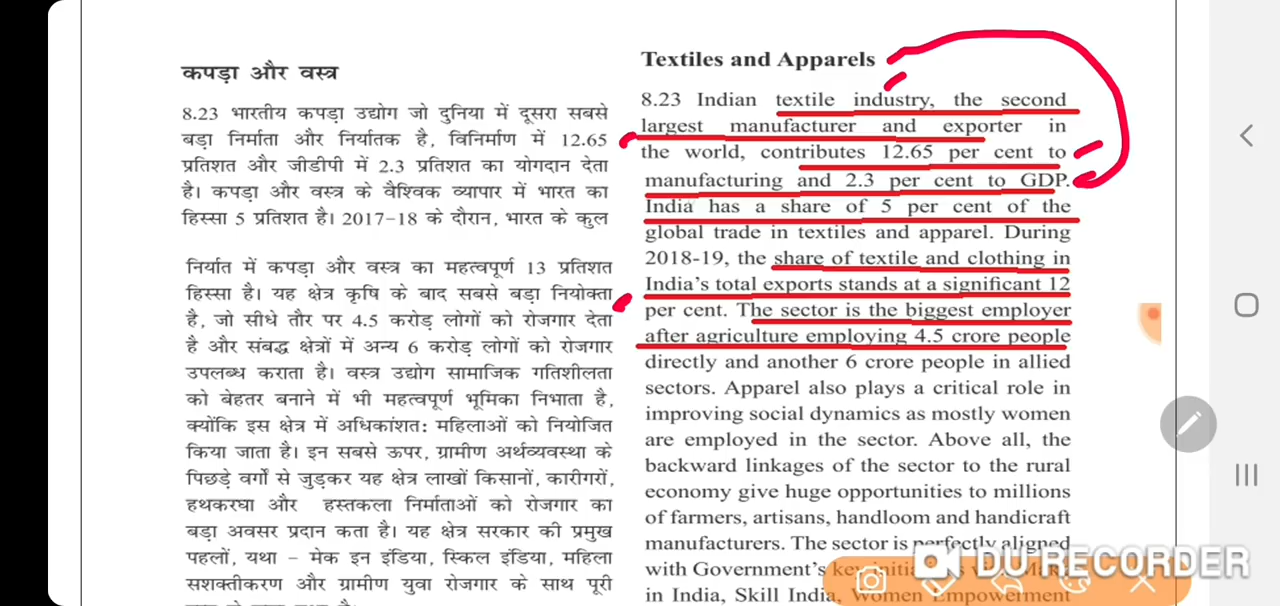 कपड़ा और वस्त्र
8.23 भारतीय कपड़ा उद्योग जो दुनिया में दूसरा सबसे
बड़ा निर्माता और निर्यातक है, विनिर्माण में 12.65
प्रतिशत और जीडीपी में 2.3 प्रतिशत का योगदान देता
है। कपड़ा और वस्त्र के वैश्विक व्यापार में भारत का
हिस्सा 5 प्रतिशत है। 2017-18 के दौरान, भारत के कुल
निर्यात में कपड़ा और वस्त्र का महत्वपूर्ण 13 प्रतिशत
हिस्सा है। यह क्षेत्र कृषि के बाद सबसे बड़ा नियोक्ता
है, जो सीधे तौर पर 4.5 करोड़ लोगों को रोजगार देता
है और संबद्ध क्षेत्रों में अन्य 6 करोड़ लोगों को रोजगार
उपलब्ध कराता है। वस्त्र उद्योग सामाजिक गतिशीलता
को बेहतर बनाने में भी महत्वपूर्ण भूमिका निभाता है,
क्योंकि इस क्षेत्र में अधिकांशत: महिलाओं को नियोजित
किया जाता है। इन सबसे ऊपर, ग्रामीण अर्थव्यवस्था के
पिछड़े वर्गों से जुड़कर यह क्षेत्र लाखों किसानों, कारीगरों,
हथकरघा और हस्तकला निर्माताओं को रोजगार का
बड़ा अवसर प्रदान कता है। यह क्षेत्र सरकार की प्रमुख
पहलों, यथा - मेक इन इंडिया, स्किल इंडिया, महिला
सशक्तीकरण और ग्रामीण युवा रोजगार के साथ पूरी
Textiles and Apparels
8.23 Indian textile industry, the second
largest manufacturer and exporter in
the world, contributes 12.65 per cent to
manufacturing and 2.3 per cent to GDP.
India has a share of 5 per cent of the
global trade in textiles and apparel. During
2018-19, the share of textile and clothing in
India's total exports stands at a significant 12
per cent. The sector is the biggest employer
after agriculture employing 4.5 crore people
directly and another 6 crore people in allied
sectors. Apparel also plays a critical role in
improving social dynamics as mostly women
are employed in the sector. Above all, the
backward linkages of the sector to the rural
economy give huge opportunities to millions
of farmers, artisans, handloom and handicraft
manufacturers. The sector is perfectly aligned
with Government's key
in India, Skill India, Women Empowerment
DU RECORDER